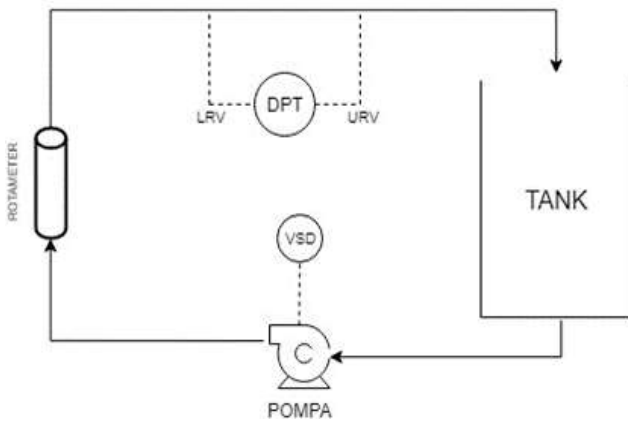 DPT
LRV
URV
ROTAMETER
TANK
VSD
C
POMPA